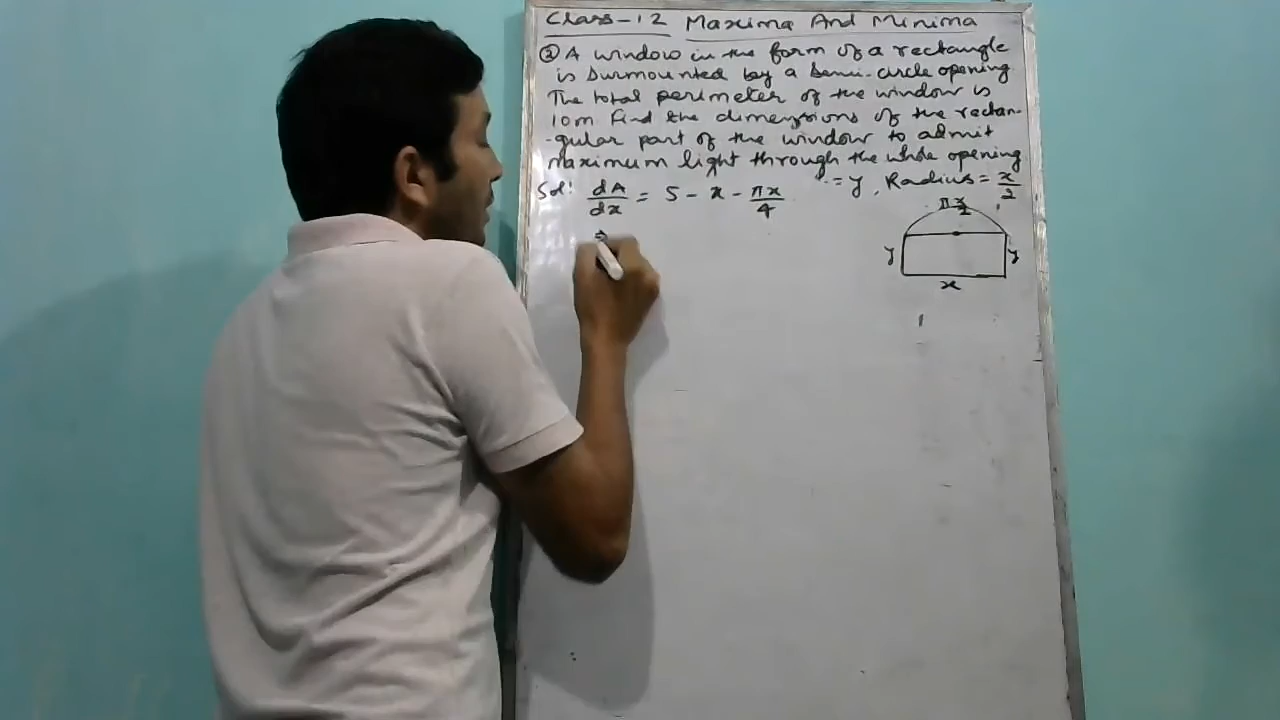 Class-12 Maxima And Minima
② A window in the form of a rectangle
is surmounted by a semi-circle opening
The total perimeter of the window is
10m Find the dimensions of the rectan-
-gular part of the window to admit
maximum light through the whole opening
Sol: dA/dx = 5 - x - πx/4
= y, Radius = x/2
πx/2
y y
x